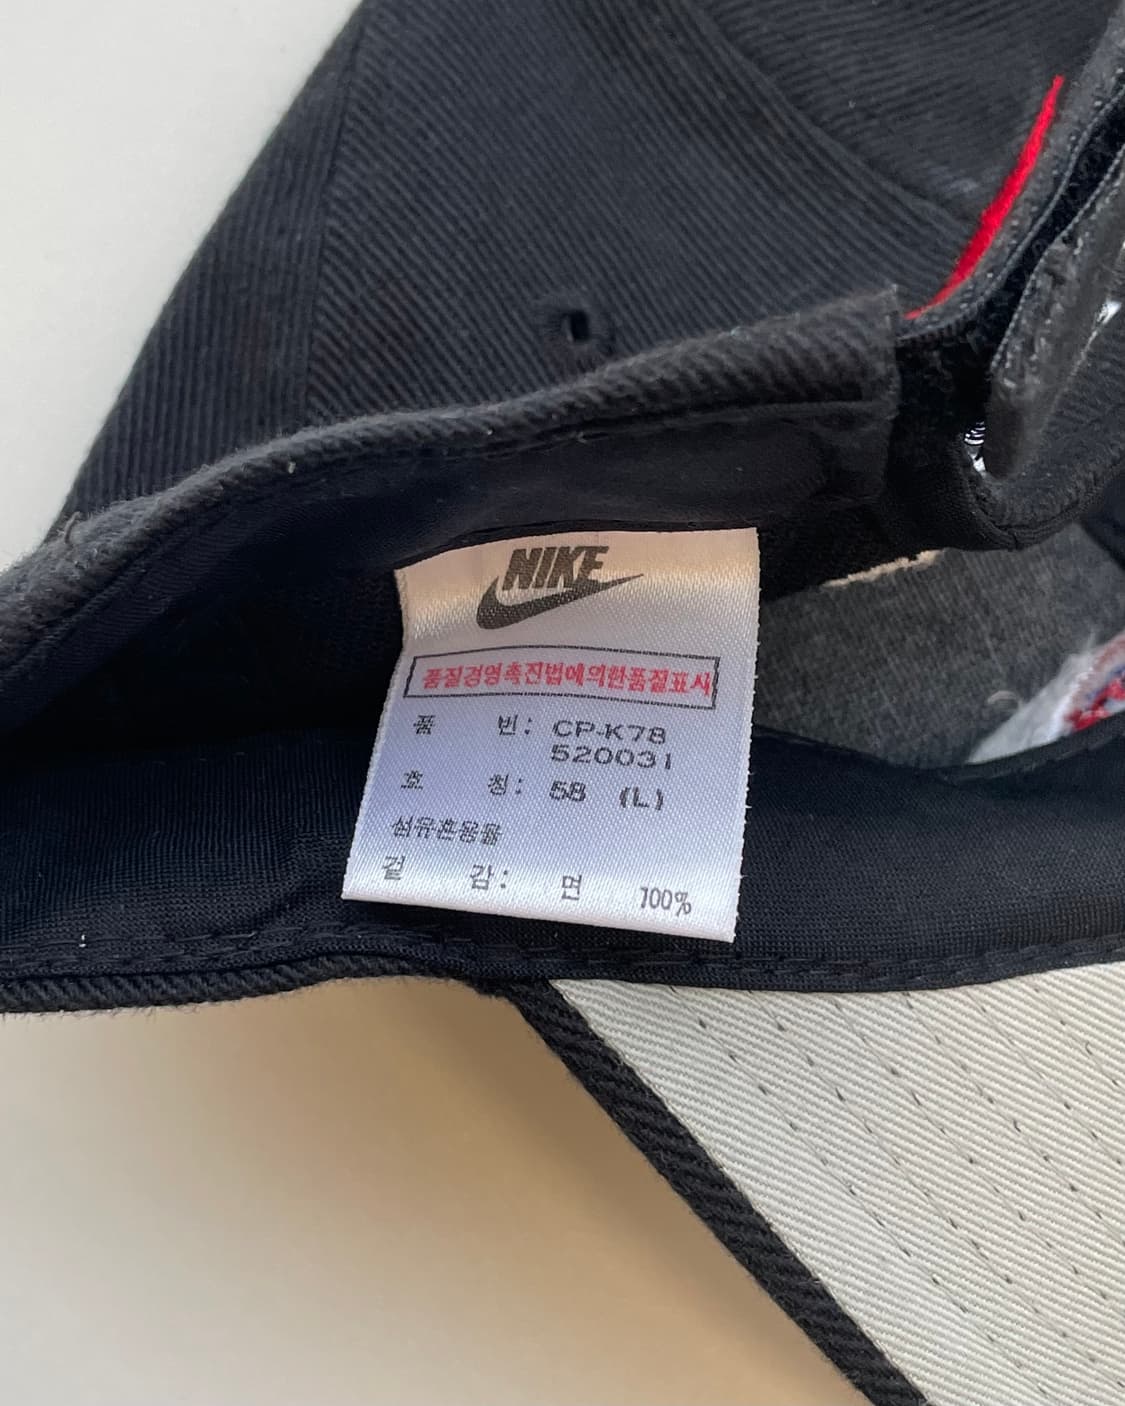 NIKE
품질경영촉진법에의한품질표시
품 번: CP-K78
520031
호 칭: 58 (L)
섬유혼용률
겉 감: 면 100%